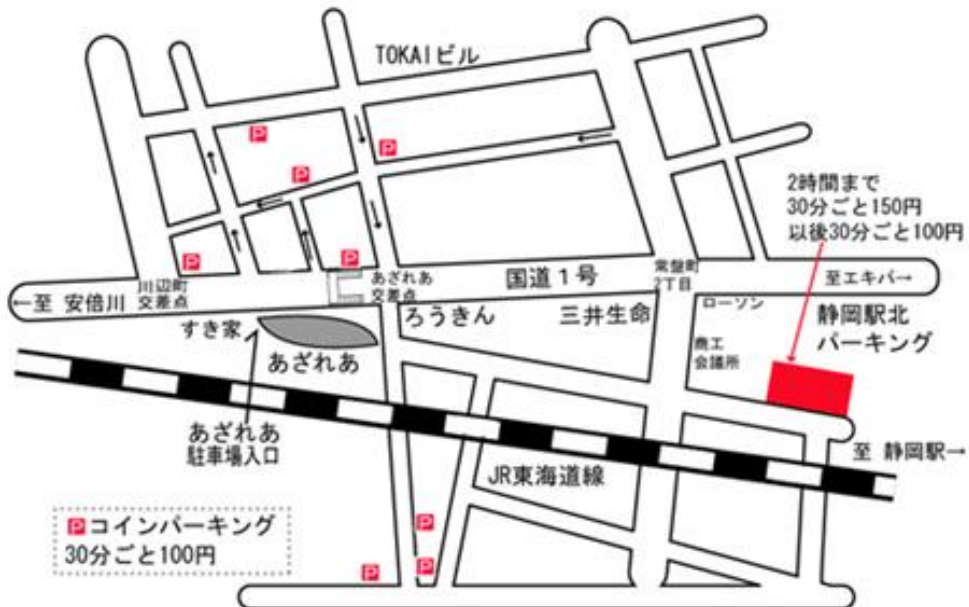 TOKAIビル
P
P
P
2時間まで
30分ごと150円
以後30分ごと100円
P
P
川辺町
交差点
あざれあ
交差点
国道1号
常盤町
2丁目
至エキパ→
←至 安倍川
すき家
ろうきん
三井生命
ローソン
静岡駅北
パーキング
あざれあ
商工
会議所
あざれあ
駐車場入口
至 静岡駅→
JR東海道線
P
P
P
Pコインパーキング
30分ごと100円